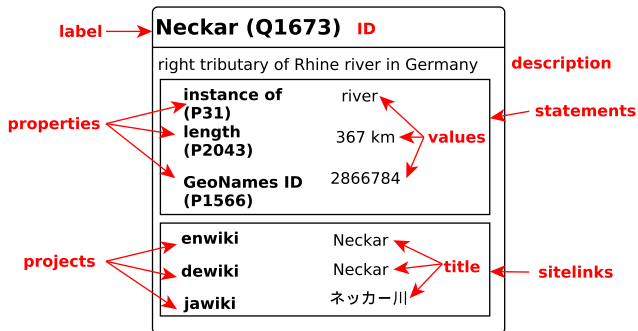 label Neckar (Q1673) ID
right tributary of Rhine river in Germany description
instance of river
(P31)
statements
properties length 367 km values
(P2043)
GeoNames ID 2866784
(P1566)
enwiki Neckar
projects dewiki Neckar title sitelinks
jawiki ネッカー川